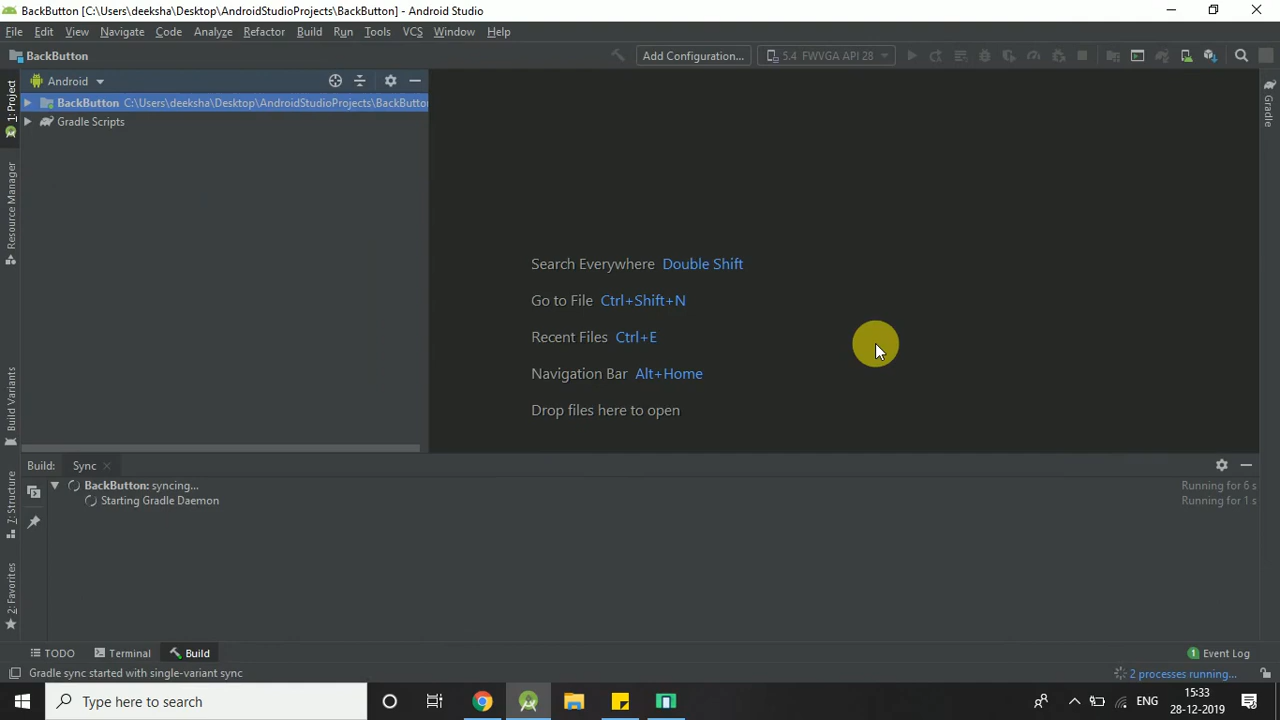 BackButton [C:\Users\deeksha\Desktop\AndroidStudioProjects\BackButton] - Android Studio
File Edit View Navigate Code Analyze Refactor Build Run Tools VCS Window Help
BackButton
Add Configuration...
5.4 FWVGA API 28
Android
1: Project
Resource Manager
Build Variants
7: Structure
2: Favorites
Gradle
BackButton C:\Users\deeksha\Desktop\AndroidStudioProjects\BackButto
Gradle Scripts
Search Everywhere Double Shift
Go to File Ctrl+Shift+N
Recent Files Ctrl+E
Navigation Bar Alt+Home
Drop files here to open
Build: Sync
BackButton: syncing... Running for 6 s
Starting Gradle Daemon Running for 1 s
TODO Terminal Build 1 Event Log
Gradle sync started with single-variant sync 2 processes running...
Type here to search
ENG
15:33
28-12-2019